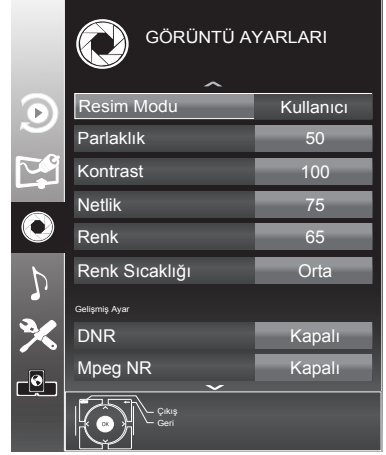 GÖRÜNTÜ AYARLARI
Resim Modu Kullanıcı
Parlaklık 50
Kontrast 100
Netlik 75
Renk 65
Renk Sıcaklığı Orta
Gelişmiş Ayar
DNR Kapalı
Mpeg NR Kapalı
Çıkış
OK Geri